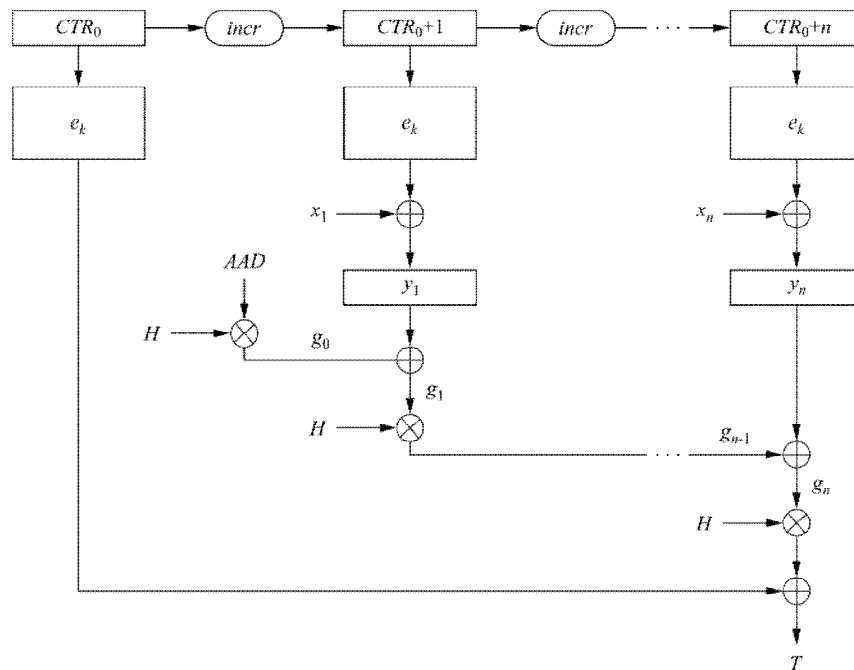 CTR₀ incr CTR₀+1 incr · · · CTR₀+n
eₖ eₖ eₖ
x₁ xₙ
AAD
y₁ yₙ
H g₀
g₁
H gₙ₋₁
· · ·
gₙ
H
T